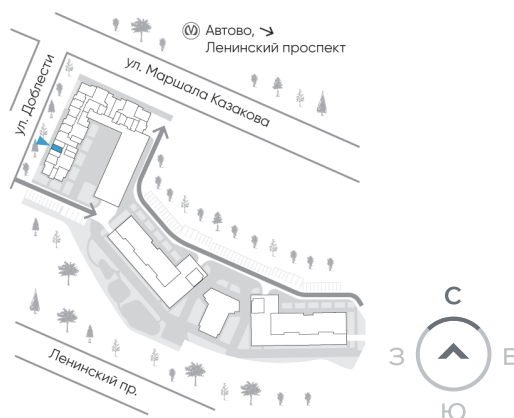 Автово, ↘
Ленинский проспект
ул. Маршала Казакова
ул. Доблести
Ленинский пр.
С
З
В
Ю